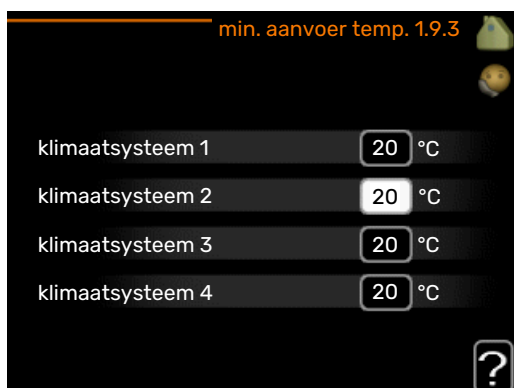 min. aanvoer temp. 1.9.3
klimaatsysteem 1 20 °C
klimaatsysteem 2 20 °C
klimaatsysteem 3 20 °C
klimaatsysteem 4 20 °C
?